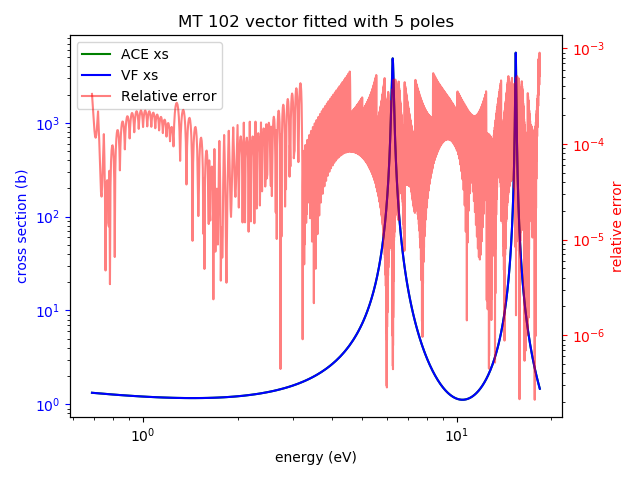 MT 102 vector fitted with 5 poles
ACE xs
VF xs
Relative error
cross section (b)
10³
10²
10¹
10⁰
10⁻³
10⁻⁴
10⁻⁵
10⁻⁶
relative error
10⁰
10¹
energy (eV)